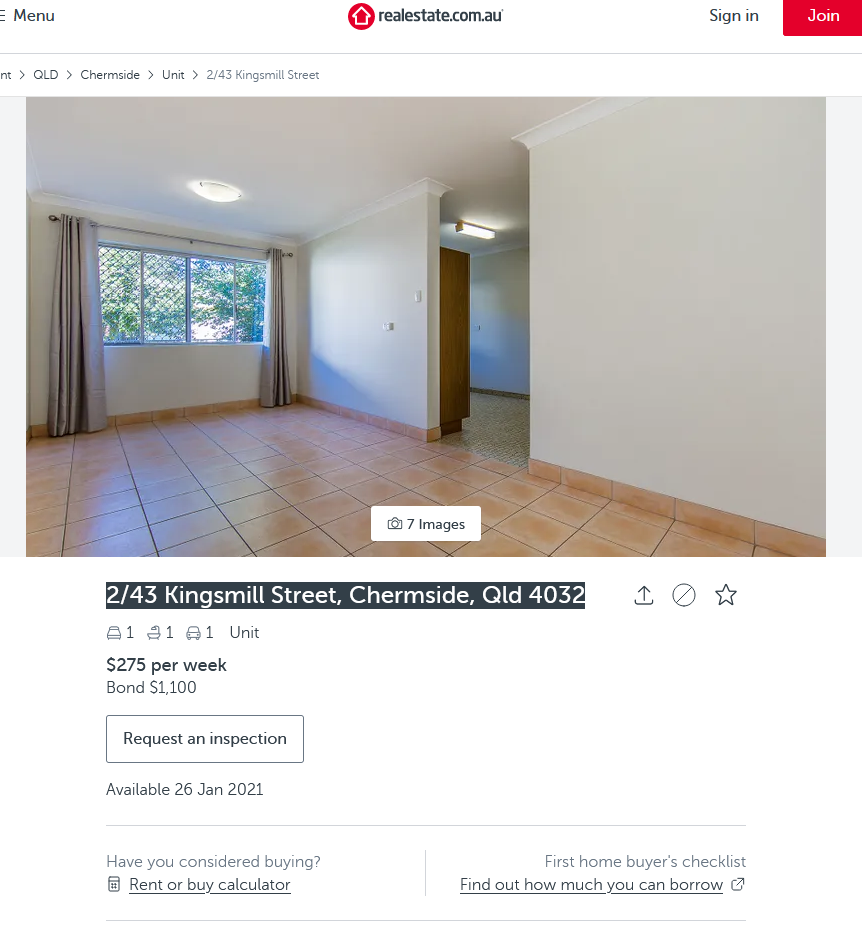 Menu
realestate.com.au
Sign in
Join
nt > QLD > Chermside > Unit > 2/43 Kingsmill Street
7 Images
2/43 Kingsmill Street, Chermside, Qld 4032
1 1 1 Unit
$275 per week
Bond $1,100
Request an inspection
Available 26 Jan 2021
Have you considered buying?
Rent or buy calculator
First home buyer's checklist
Find out how much you can borrow